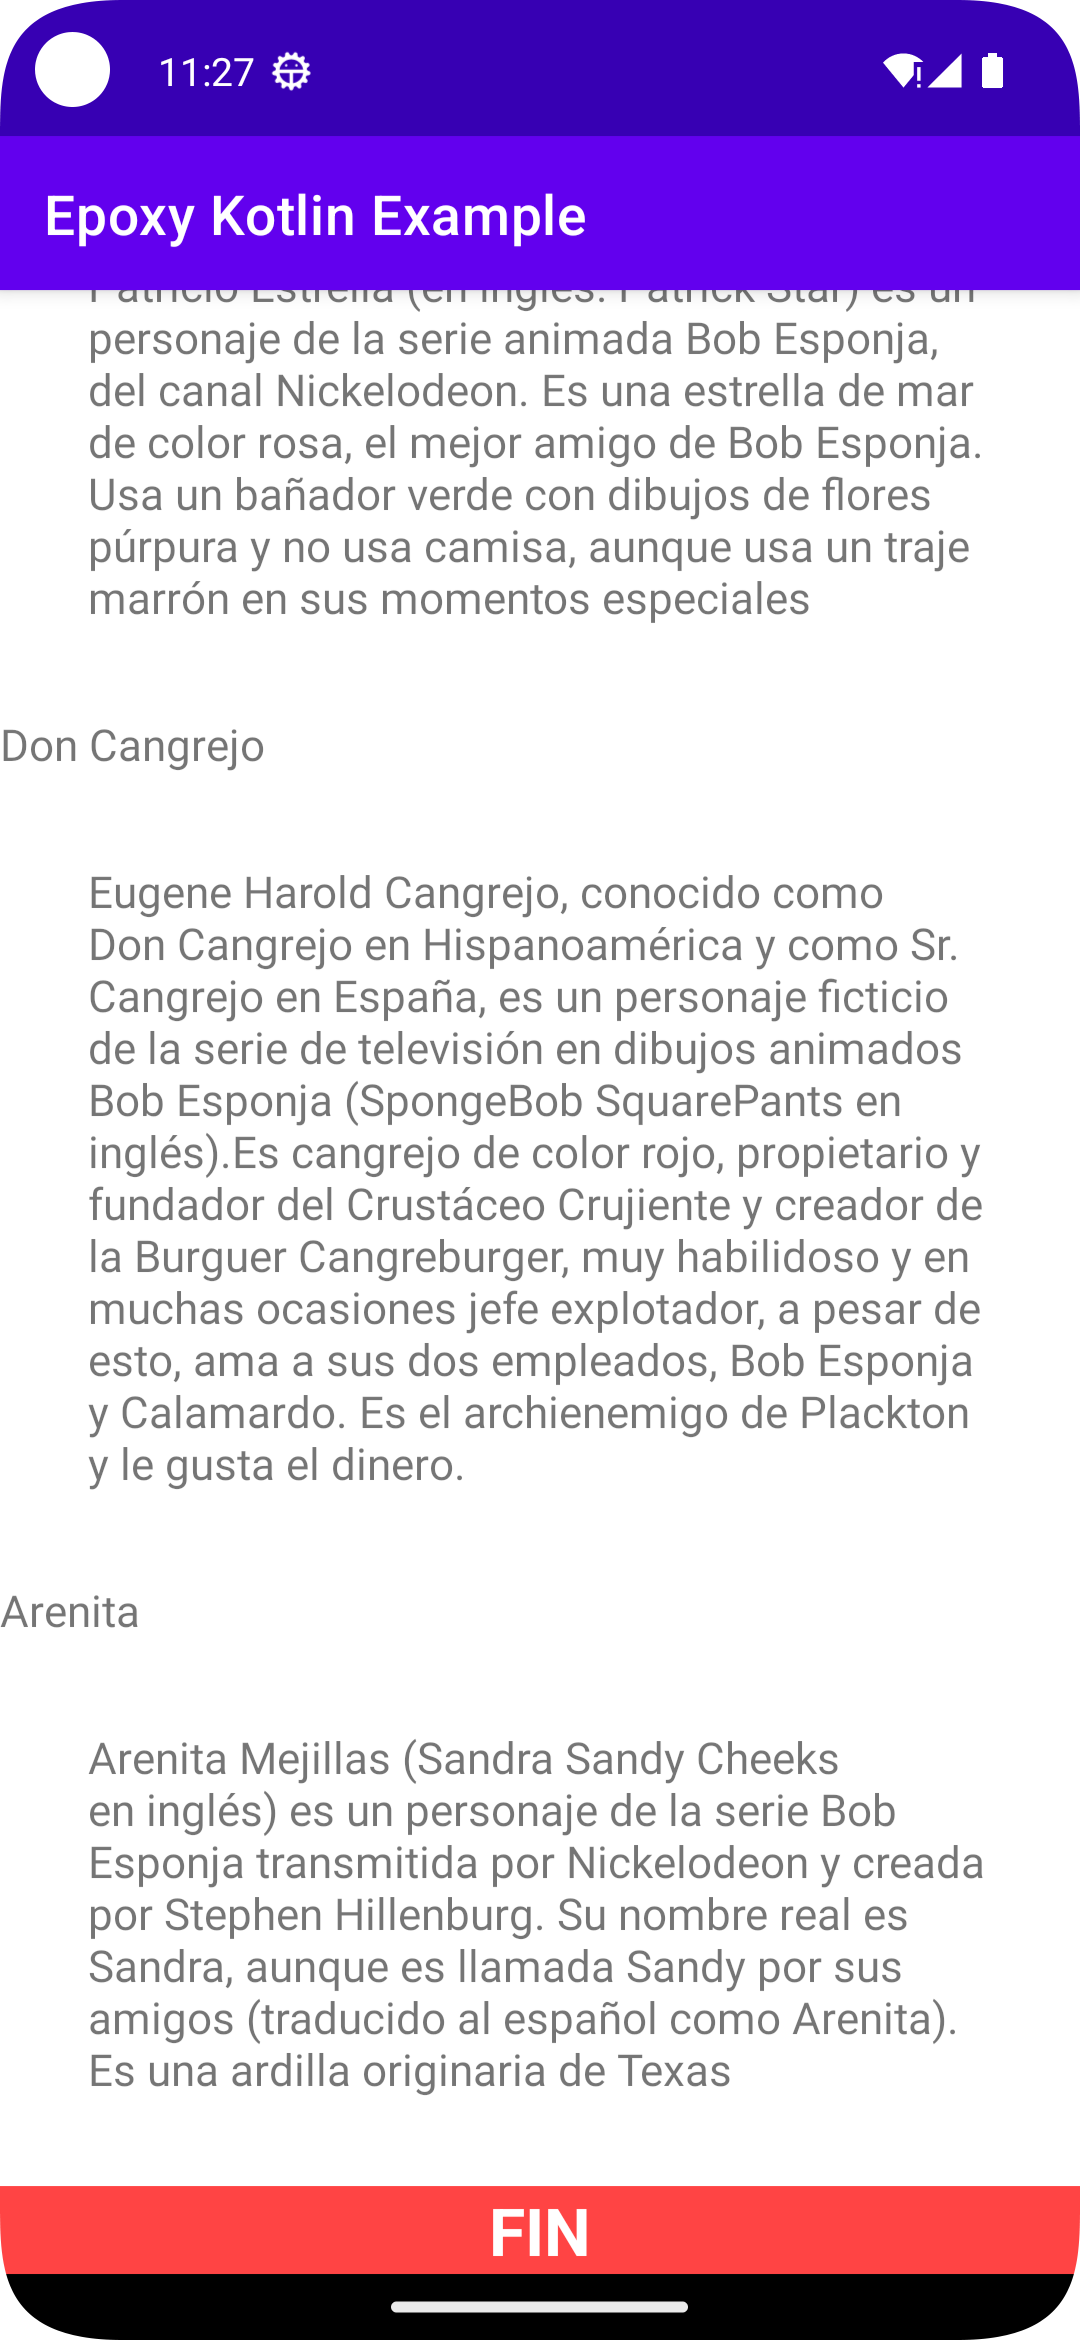 11:27
Epoxy Kotlin Example
Patricio Estrella (en inglés: Patrick Star) es un
personaje de la serie animada Bob Esponja,
del canal Nickelodeon. Es una estrella de mar
de color rosa, el mejor amigo de Bob Esponja.
Usa un bañador verde con dibujos de flores
púrpura y no usa camisa, aunque usa un traje
marrón en sus momentos especiales
Don Cangrejo
Eugene Harold Cangrejo, conocido como
Don Cangrejo en Hispanoamérica y como Sr.
Cangrejo en España, es un personaje ficticio
de la serie de televisión en dibujos animados
Bob Esponja (SpongeBob SquarePants en
inglés).Es cangrejo de color rojo, propietario y
fundador del Crustáceo Crujiente y creador de
la Burguer Cangreburger, muy habilidoso y en
muchas ocasiones jefe explotador, a pesar de
esto, ama a sus dos empleados, Bob Esponja
y Calamardo. Es el archienemigo de Plackton
y le gusta el dinero.
Arenita
Arenita Mejillas (Sandra Sandy Cheeks
en inglés) es un personaje de la serie Bob
Esponja transmitida por Nickelodeon y creada
por Stephen Hillenburg. Su nombre real es
Sandra, aunque es llamada Sandy por sus
amigos (traducido al español como Arenita).
Es una ardilla originaria de Texas
FIN